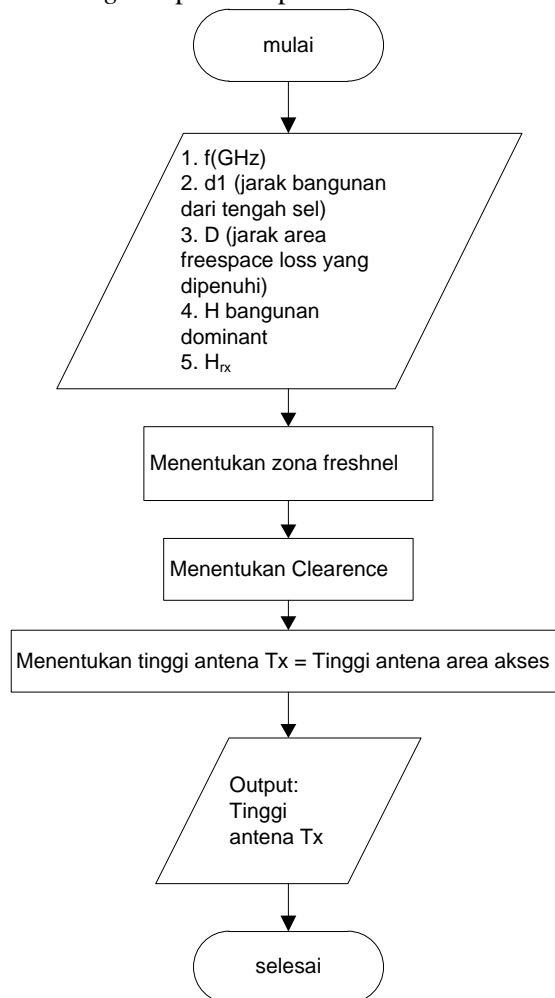 mulai
1. f(GHz)
2. d1 (jarak bangunan
dari tengah sel)
3. D (jarak area
freespace loss yang
dipenuhi)
4. H bangunan
dominant
5. Hrx
Menentukan zona freshnel
Menentukan Clearence
Menentukan tinggi antena Tx = Tinggi antena area akses
Output:
Tinggi
antena Tx
selesai